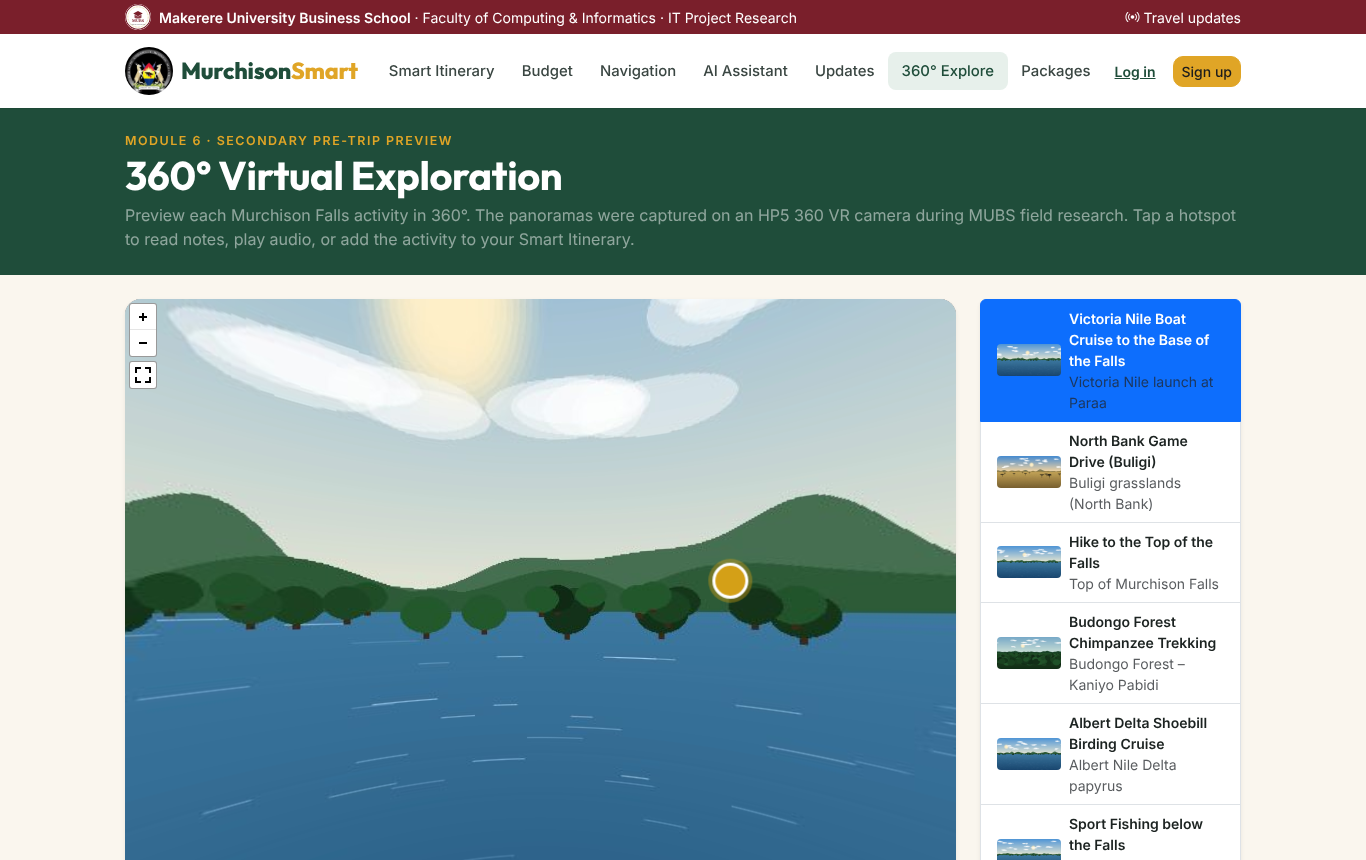 Makerere University Business School · Faculty of Computing & Informatics · IT Project Research
Travel updates
MurchisonSmart
Smart Itinerary
Budget
Navigation
AI Assistant
Updates
360° Explore
Packages
Log in
Sign up
MODULE 6 · SECONDARY PRE-TRIP PREVIEW
360° Virtual Exploration
Preview each Murchison Falls activity in 360°. The panoramas were captured on an HP5 360 VR camera during MUBS field research. Tap a hotspot
to read notes, play audio, or add the activity to your Smart Itinerary.
+
−
Victoria Nile Boat
Cruise to the Base of
the Falls
Victoria Nile launch at
Paraa
North Bank Game
Drive (Buligi)
Buligi grasslands
(North Bank)
Hike to the Top of the
Falls
Top of Murchison Falls
Budongo Forest
Chimpanzee Trekking
Budongo Forest –
Kaniyo Pabidi
Albert Delta Shoebill
Birding Cruise
Albert Nile Delta
papyrus
Sport Fishing below
the Falls